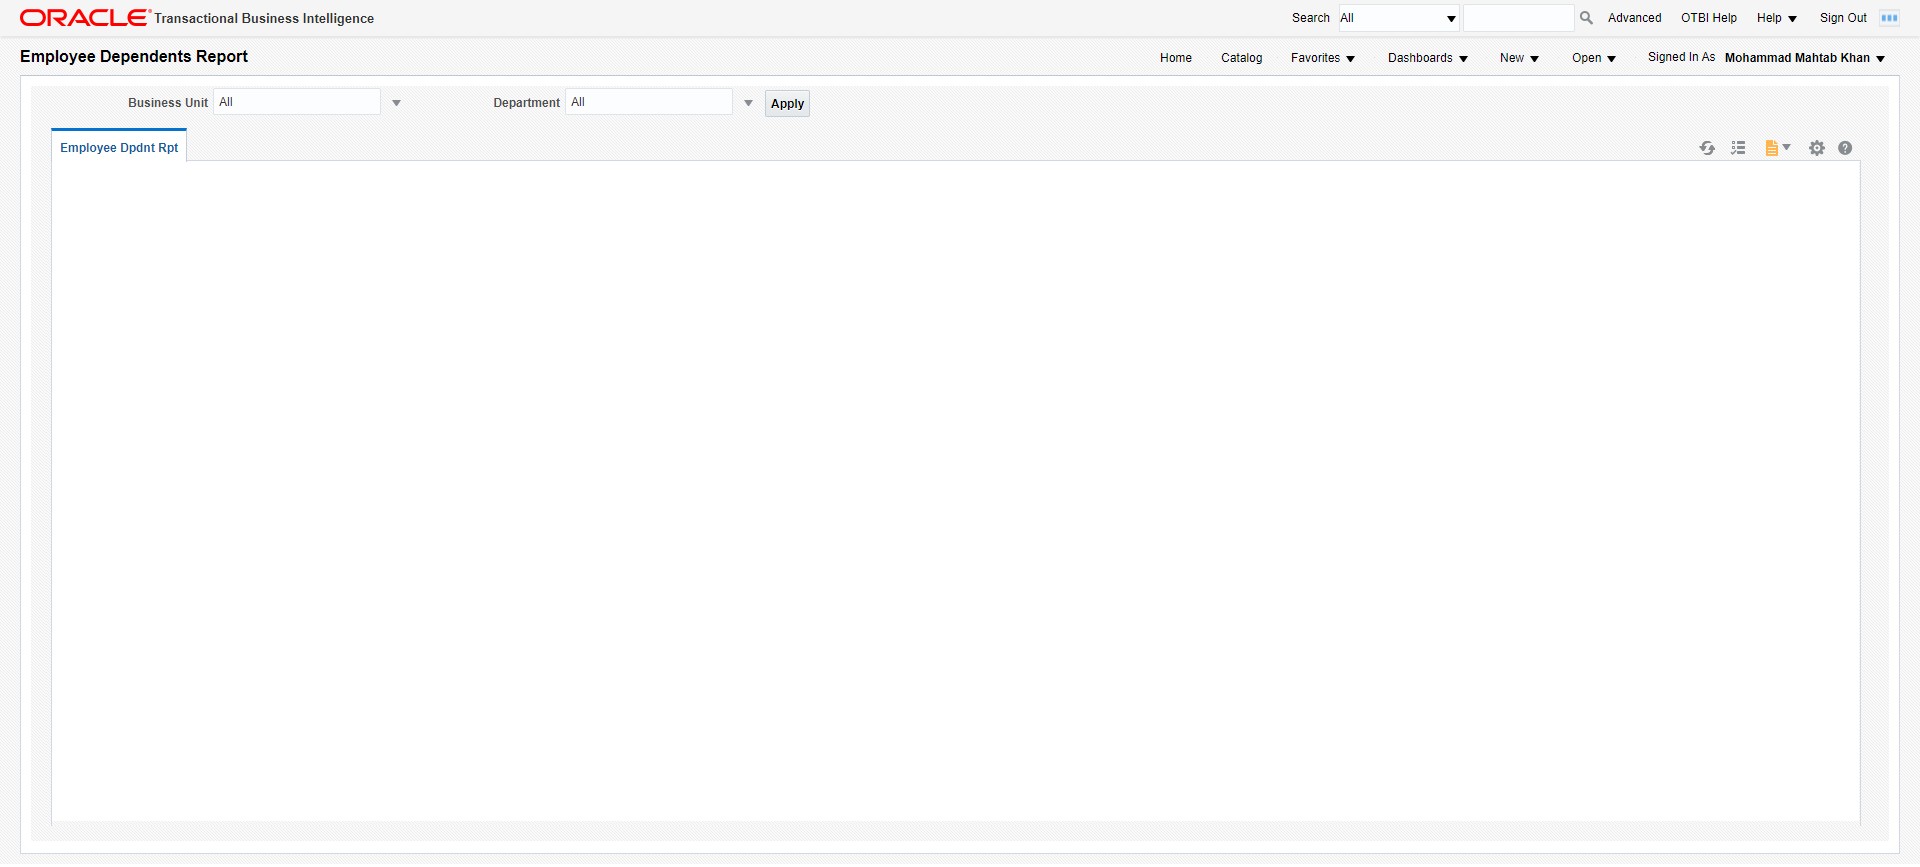 ORACLE Transactional Business Intelligence Search All Advanced OTBI Help Help Sign Out
Employee Dependents Report Home Catalog Favorites Dashboards New Open Signed In As Mohammad Mahtab Khan
Business Unit All Department All Apply
Employee Dpdnt Rpt